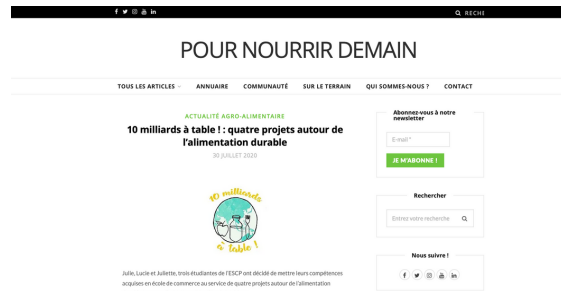 RECHE
POUR NOURRIR DEMAIN
TOUS LES ARTICLES ANNUAIRE COMMUNAUTÉ SUR LE TERRAIN QUI SOMMES-NOUS ? CONTACT
ACTUALITÉ AGRO-ALIMENTAIRE
10 milliards à table ! : quatre projets autour de
l'alimentation durable
30 JUILLET 2020
10 milliards
à table !
Julie, Lucie et Juliette, trois étudiantes de l'ESCP ont décidé de mettre leurs compétences
acquises en école de commerce au service de quatre projets autour de l'alimentation
Abonnez-vous à notre
newsletter
E-mail *
JE M'ABONNE !
Rechercher
Entrez votre recherche
Nous suivre !